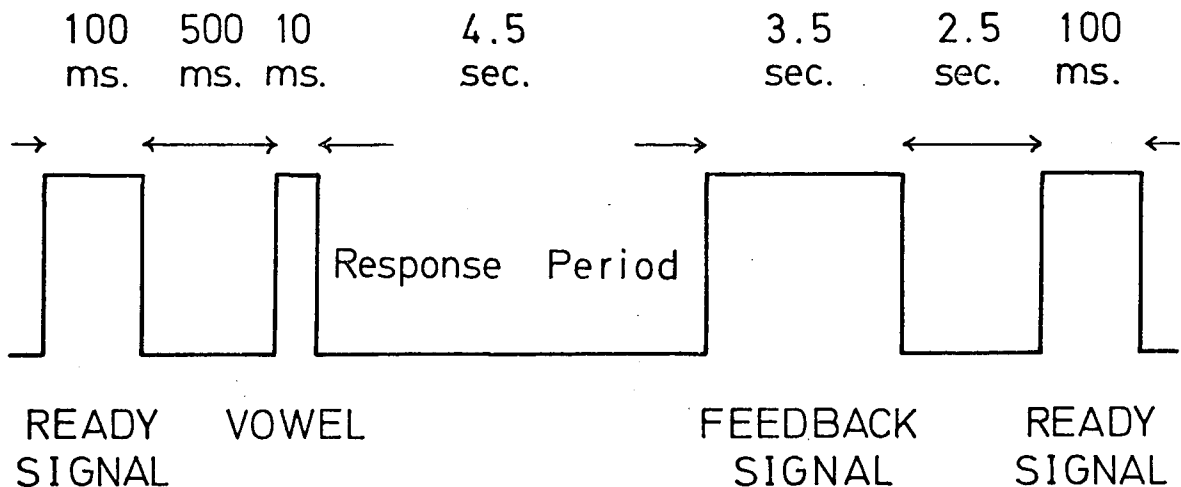 100 500 10 4.5 3.5 2.5 100
ms. ms. ms. sec. sec. sec. ms.
Response Period
READY VOWEL FEEDBACK READY
SIGNAL SIGNAL SIGNAL